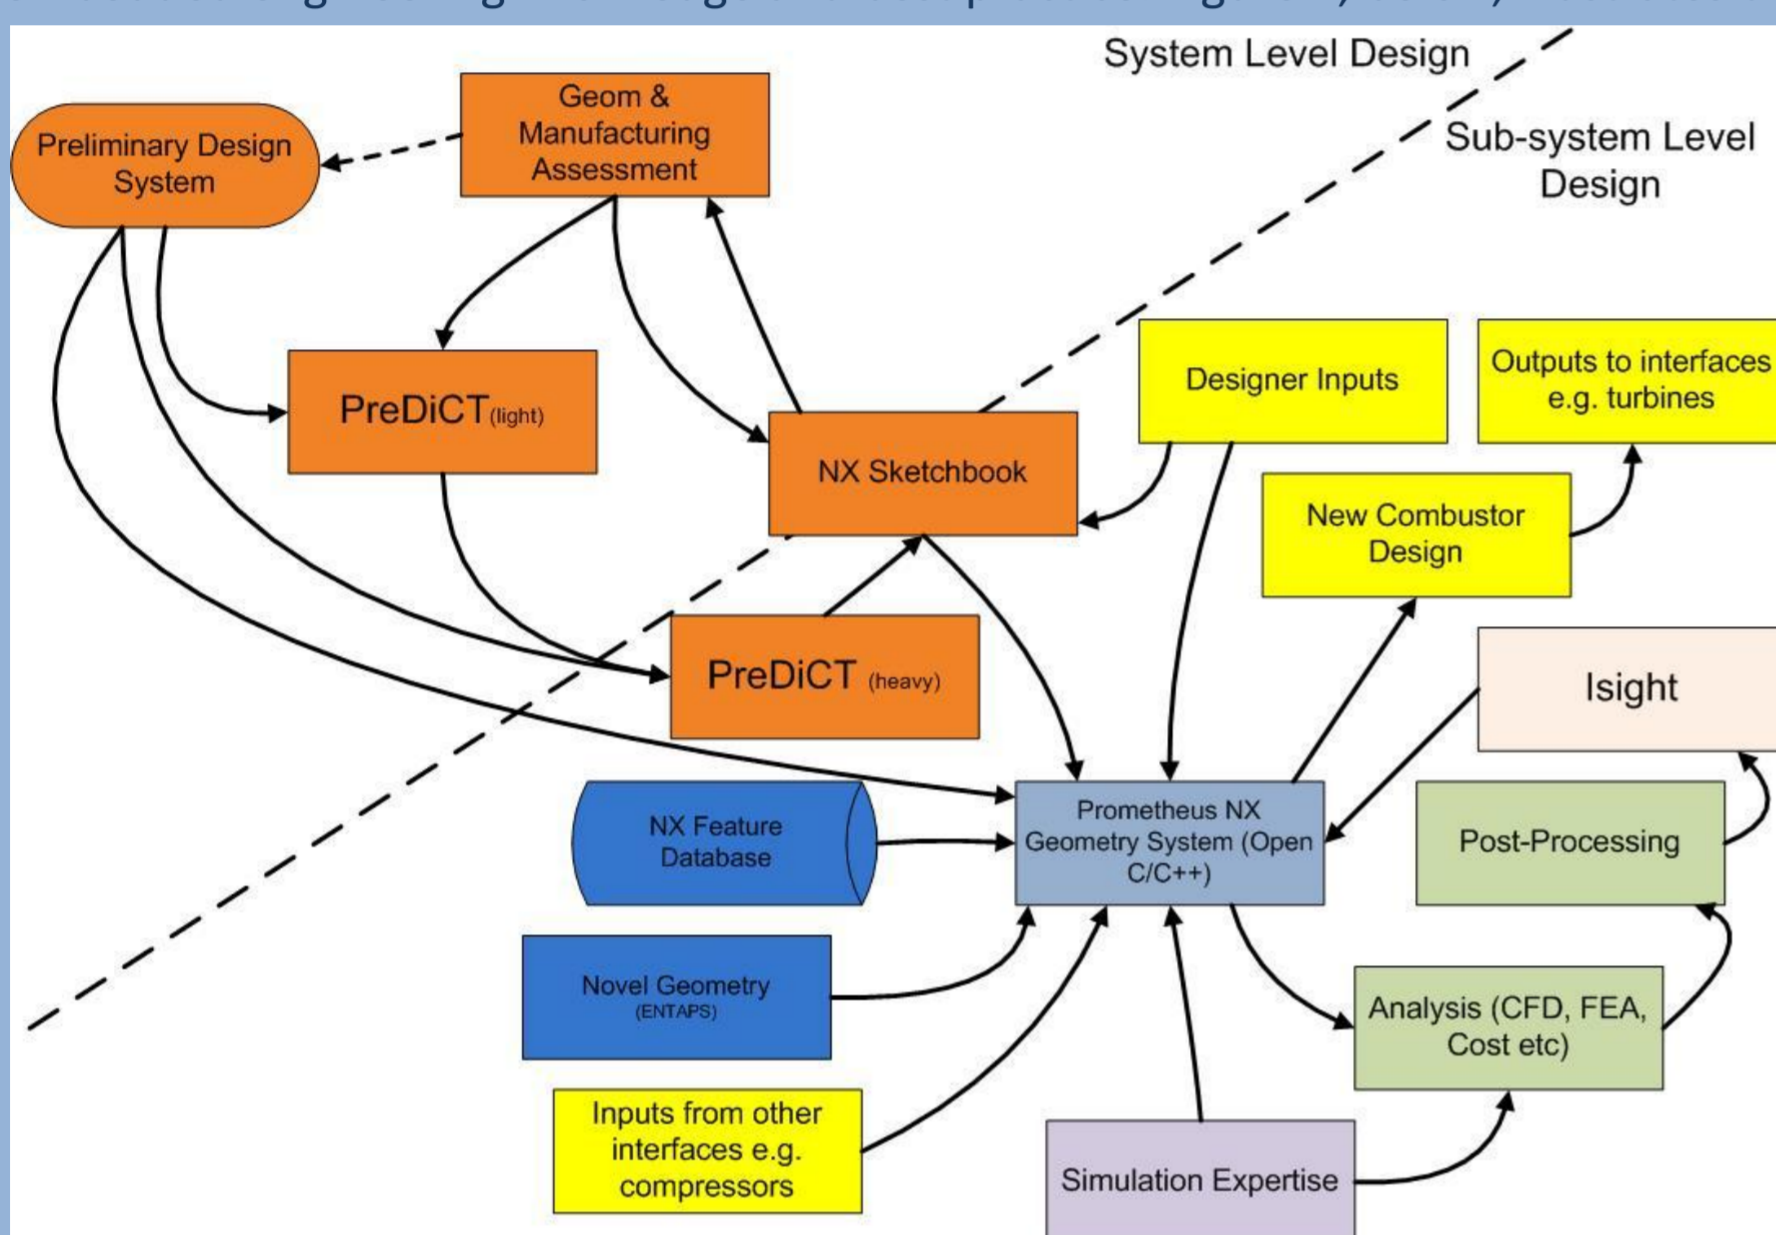 System Level Design
Sub-system Level
Design
Preliminary Design
System
Geom &
Manufacturing
Assessment
PreDiCT(light)
NX Sketchbook
Designer Inputs
Outputs to interfaces
e.g. turbines
New Combustor
Design
PreDiCT (heavy)
Isight
NX Feature
Database
Prometheus NX
Geometry System (Open
C/C++)
Post-Processing
Novel Geometry
(ENTAPS)
Analysis (CFD, FEA,
Cost etc)
Inputs from other
interfaces e.g.
compressors
Simulation Expertise